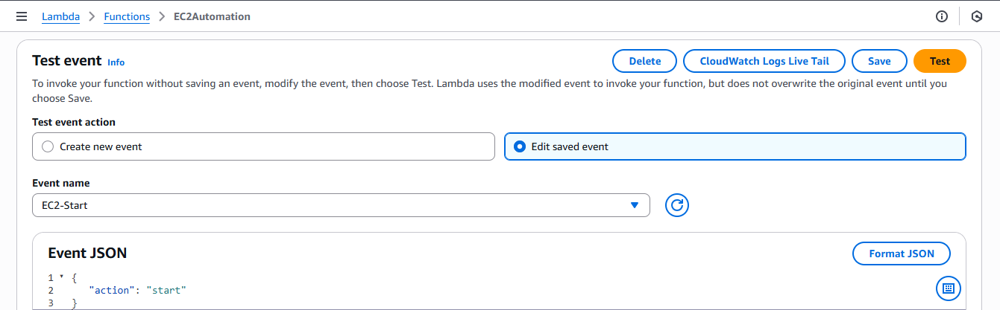 Lambda > Functions > EC2Automation
Test event Info
Delete CloudWatch Logs Live Tail Save Test
To invoke your function without saving an event, modify the event, then choose Test. Lambda uses the modified event to invoke your function, but does not overwrite the original event until you
choose Save.
Test event action
Create new event Edit saved event
Event name
EC2-Start
Event JSON Format JSON
1 {
2 "action": "start"
3 }